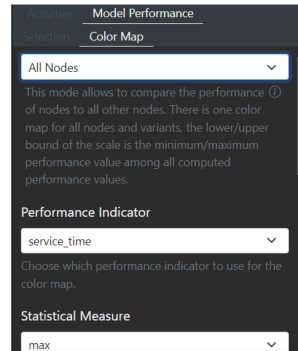 Activities Model Performance
Selection Color Map
All Nodes
This mode allows to compare the performance
of nodes to all other nodes. There is one color
map for all nodes and variants, the lower/upper
bound of the scale is the minimum/maximum
performance value among all computed
performance values.
Performance Indicator
service_time
Choose which performance indicator to use for the
color map.
Statistical Measure
max